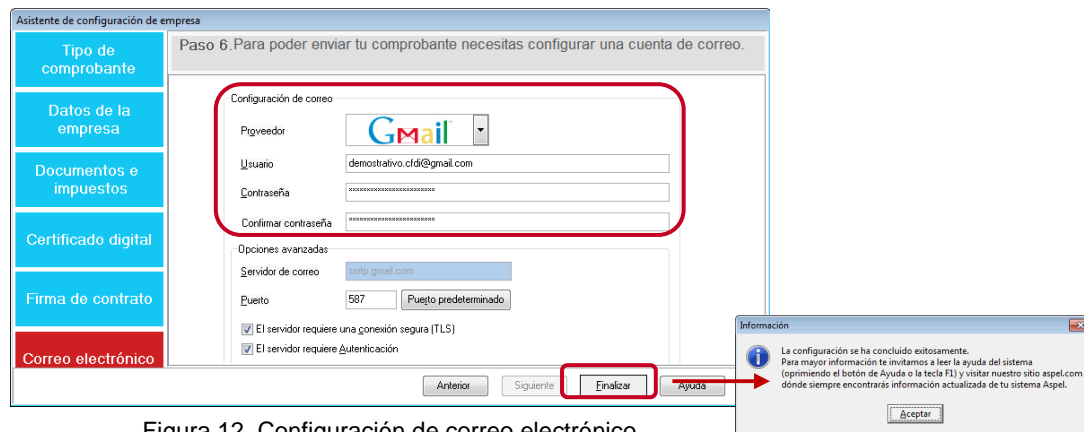 Asistente de configuración de empresa
Tipo de
comprobante
Datos de la
empresa
Documentos e
impuestos
Certificado digital
Firma de contrato
Correo electrónico
Paso 6.Para poder enviar tu comprobante necesitas configurar una cuenta de correo.
Configuración de correo
Proveedor
Gmail
Usuario
demostrativo.cfdi@gmail.com
Contraseña
************************
Confirmar contraseña
************************
Opciones avanzadas
Servidor de correo
smtp.gmail.com
Puerto
587
Puerto predeterminado
El servidor requiere una conexión segura (TLS)
El servidor requiere Autenticación
Anterior
Siguiente
Finalizar
Ayuda
Información
La configuración se ha concluido exitosamente.
Para mayor información te invitamos a leer la ayuda del sistema
(oprimiendo el botón de Ayuda o la tecla F1) y visitar nuestro sitio aspel.com
dónde siempre encontrarás información actualizada de tu sistema Aspel.
Aceptar
Figura 12. Configuración de correo electrónico